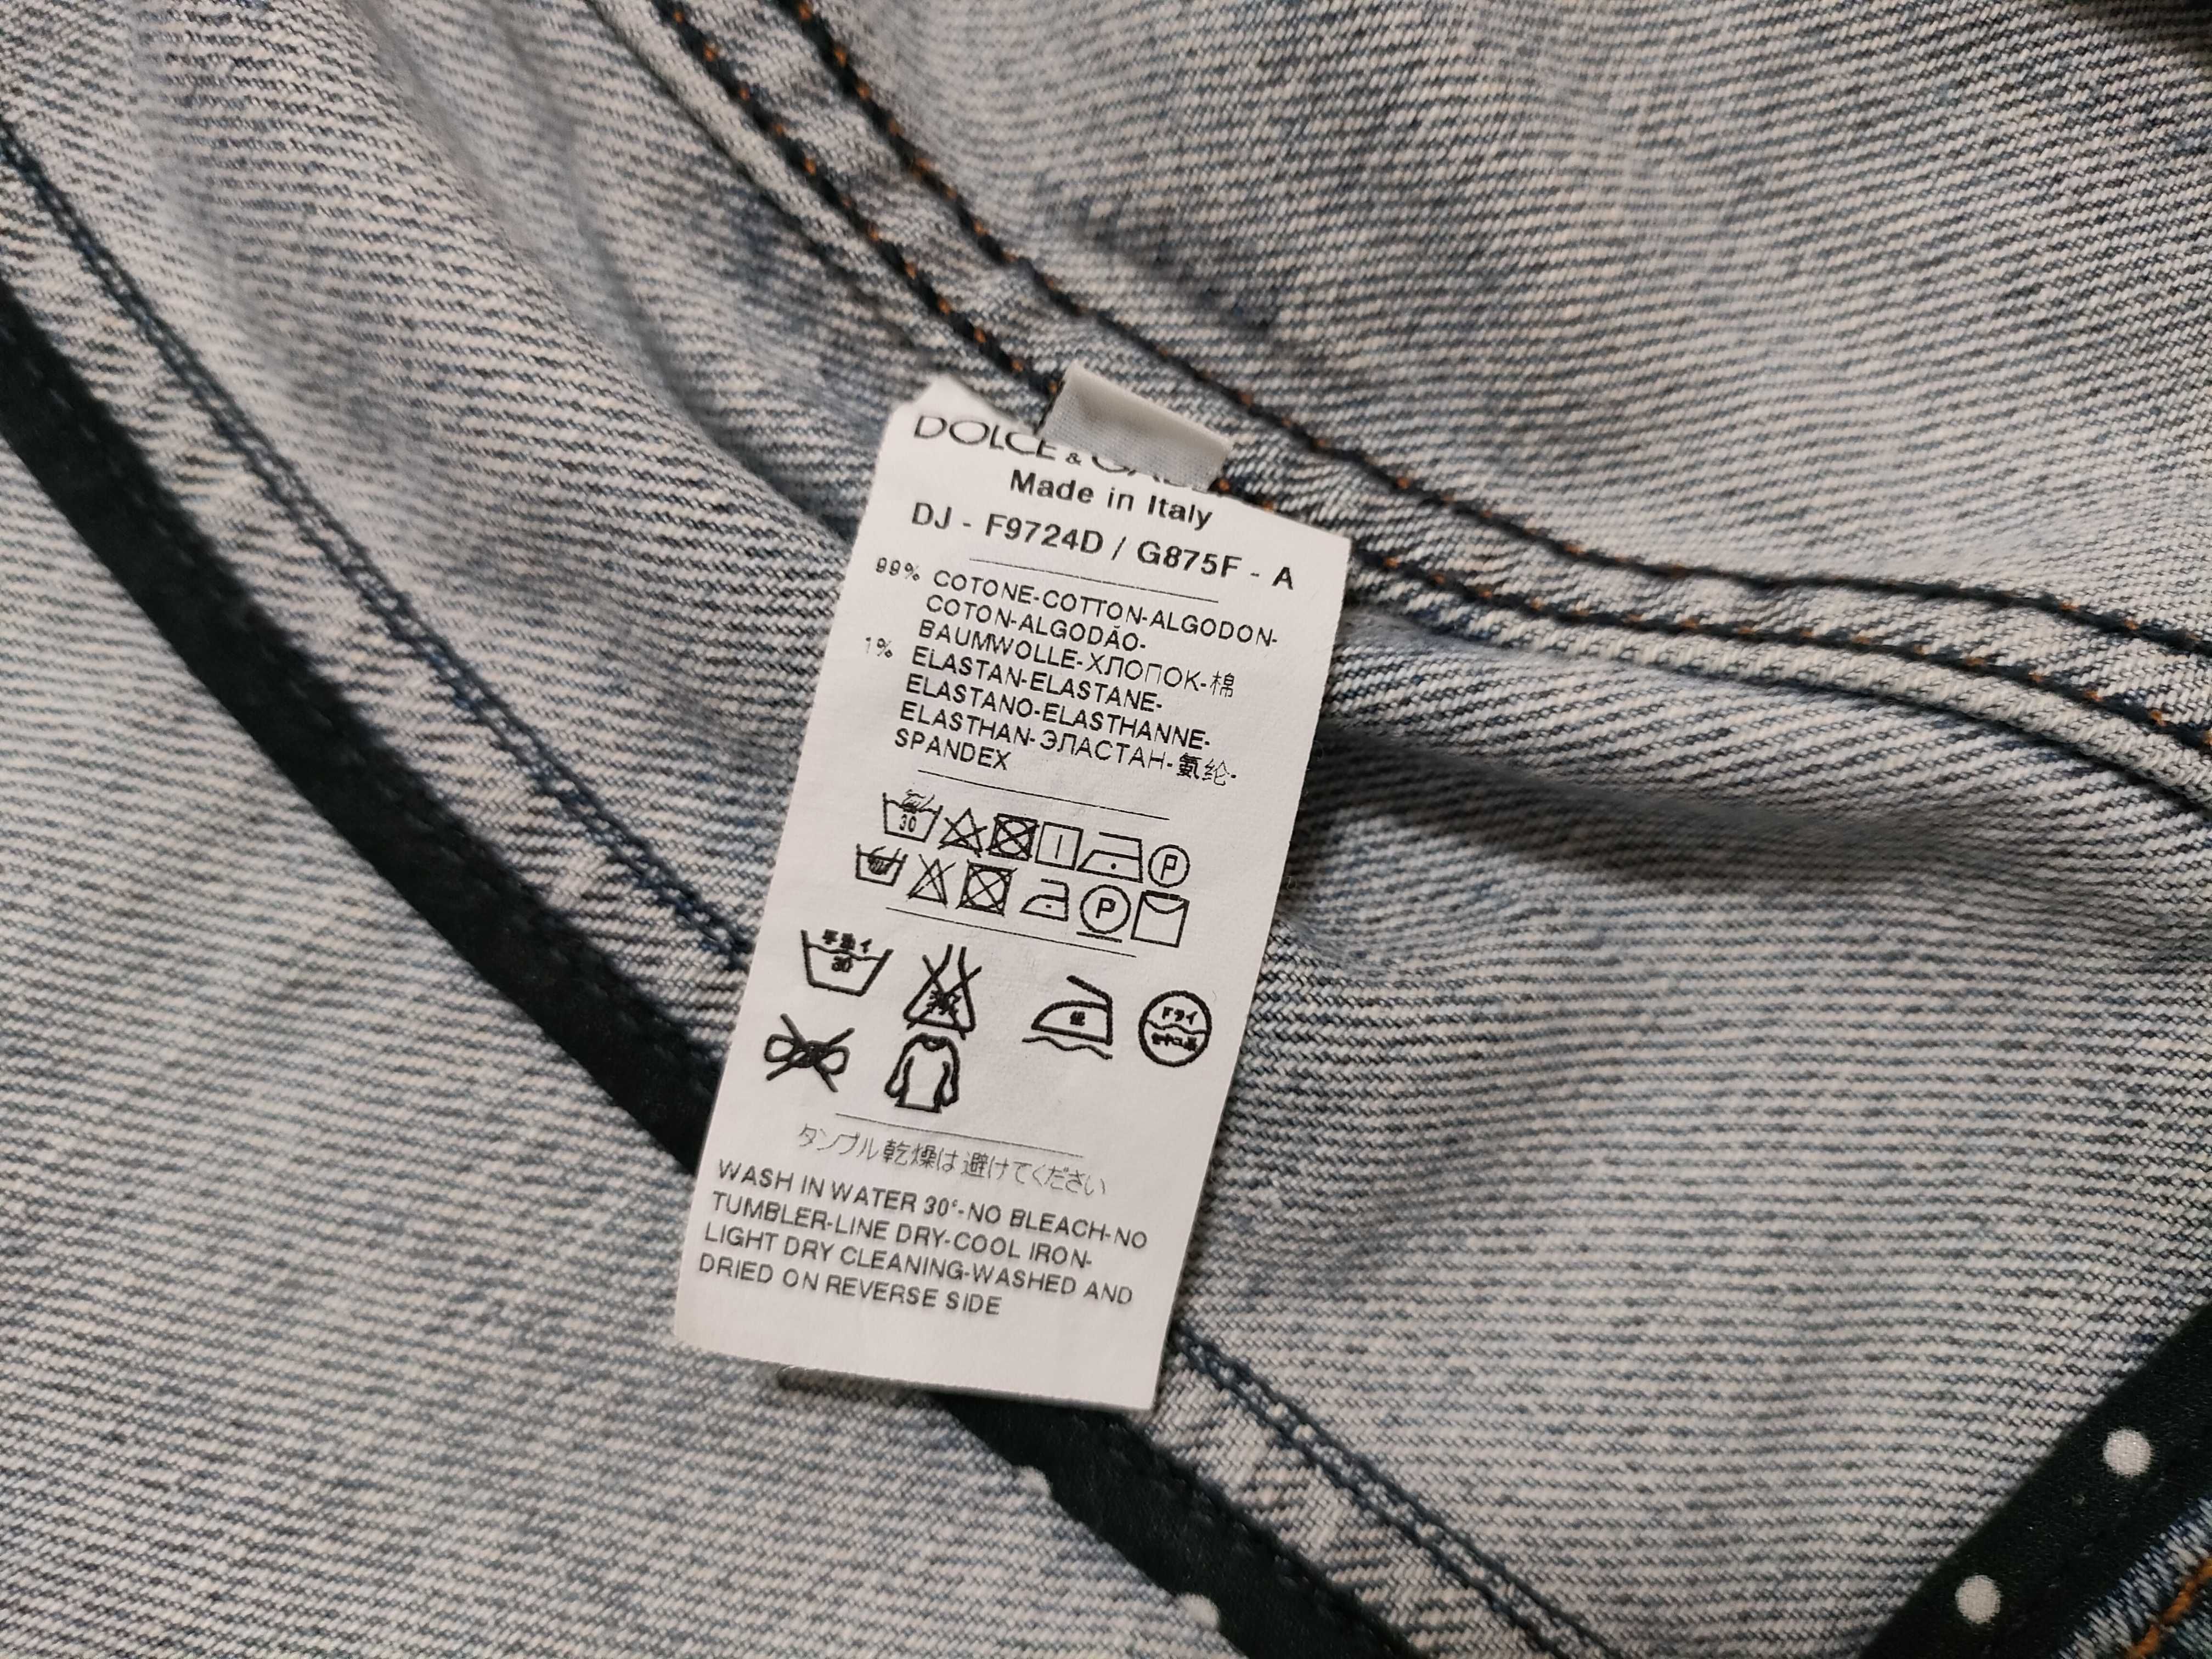 DOLCE &
Made in Italy
DJ - F9724D / G875F - A
99% COTONE-COTTON-ALGODON-
COTON-ALGODÃO-
BAUMWOLLE-ХЛОПОК-棉
1% ELASTAN-ELASTANE-
ELASTANO-ELASTHANNE-
ELASTHAN-ЭЛАСТАН-氨纶-
SPANDEX
30
P
P
30
ドライ
タンブル乾燥は避けてください
WASH IN WATER 30°-NO BLEACH-NO
TUMBLER-LINE DRY-COOL IRON-
LIGHT DRY CLEANING-WASHED AND
DRIED ON REVERSE SIDE